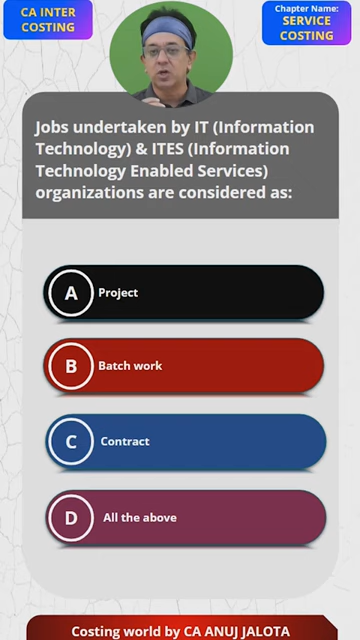 CA INTER
COSTING
Chapter Name:
SERVICE
COSTING
Jobs undertaken by IT (Information
Technology) & ITES (Information
Technology Enabled Services)
organizations are considered as:
A Project
B Batch work
C Contract
D All the above
Costing world by CA ANUJ JALOTA